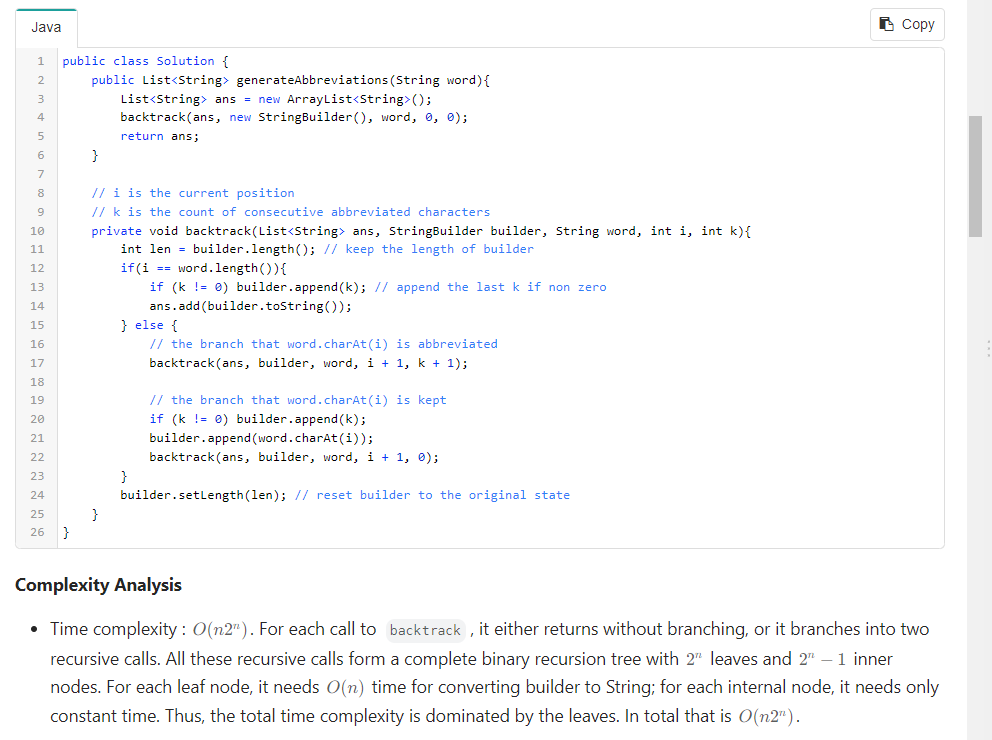 Java
Copy
1 public class Solution {
2     public List<String> generateAbbreviations(String word){
3         List<String> ans = new ArrayList<String>();
4         backtrack(ans, new StringBuilder(), word, 0, 0);
5         return ans;
6     }
7
8     // i is the current position
9     // k is the count of consecutive abbreviated characters
10     private void backtrack(List<String> ans, StringBuilder builder, String word, int i, int k){
11         int len = builder.length(); // keep the length of builder
12         if(i == word.length()){
13             if (k != 0) builder.append(k); // append the last k if non zero
14             ans.add(builder.toString());
15         } else {
16             // the branch that word.charAt(i) is abbreviated
17             backtrack(ans, builder, word, i + 1, k + 1);
18
19             // the branch that word.charAt(i) is kept
20             if (k != 0) builder.append(k);
21             builder.append(word.charAt(i));
22             backtrack(ans, builder, word, i + 1, 0);
23         }
24         builder.setLength(len); // reset builder to the original state
25     }
26 }
Complexity Analysis
• Time complexity : O(n2ⁿ). For each call to backtrack , it either returns without branching, or it branches into two
recursive calls. All these recursive calls form a complete binary recursion tree with 2ⁿ leaves and 2ⁿ − 1 inner
nodes. For each leaf node, it needs O(n) time for converting builder to String; for each internal node, it needs only
constant time. Thus, the total time complexity is dominated by the leaves. In total that is O(n2ⁿ).